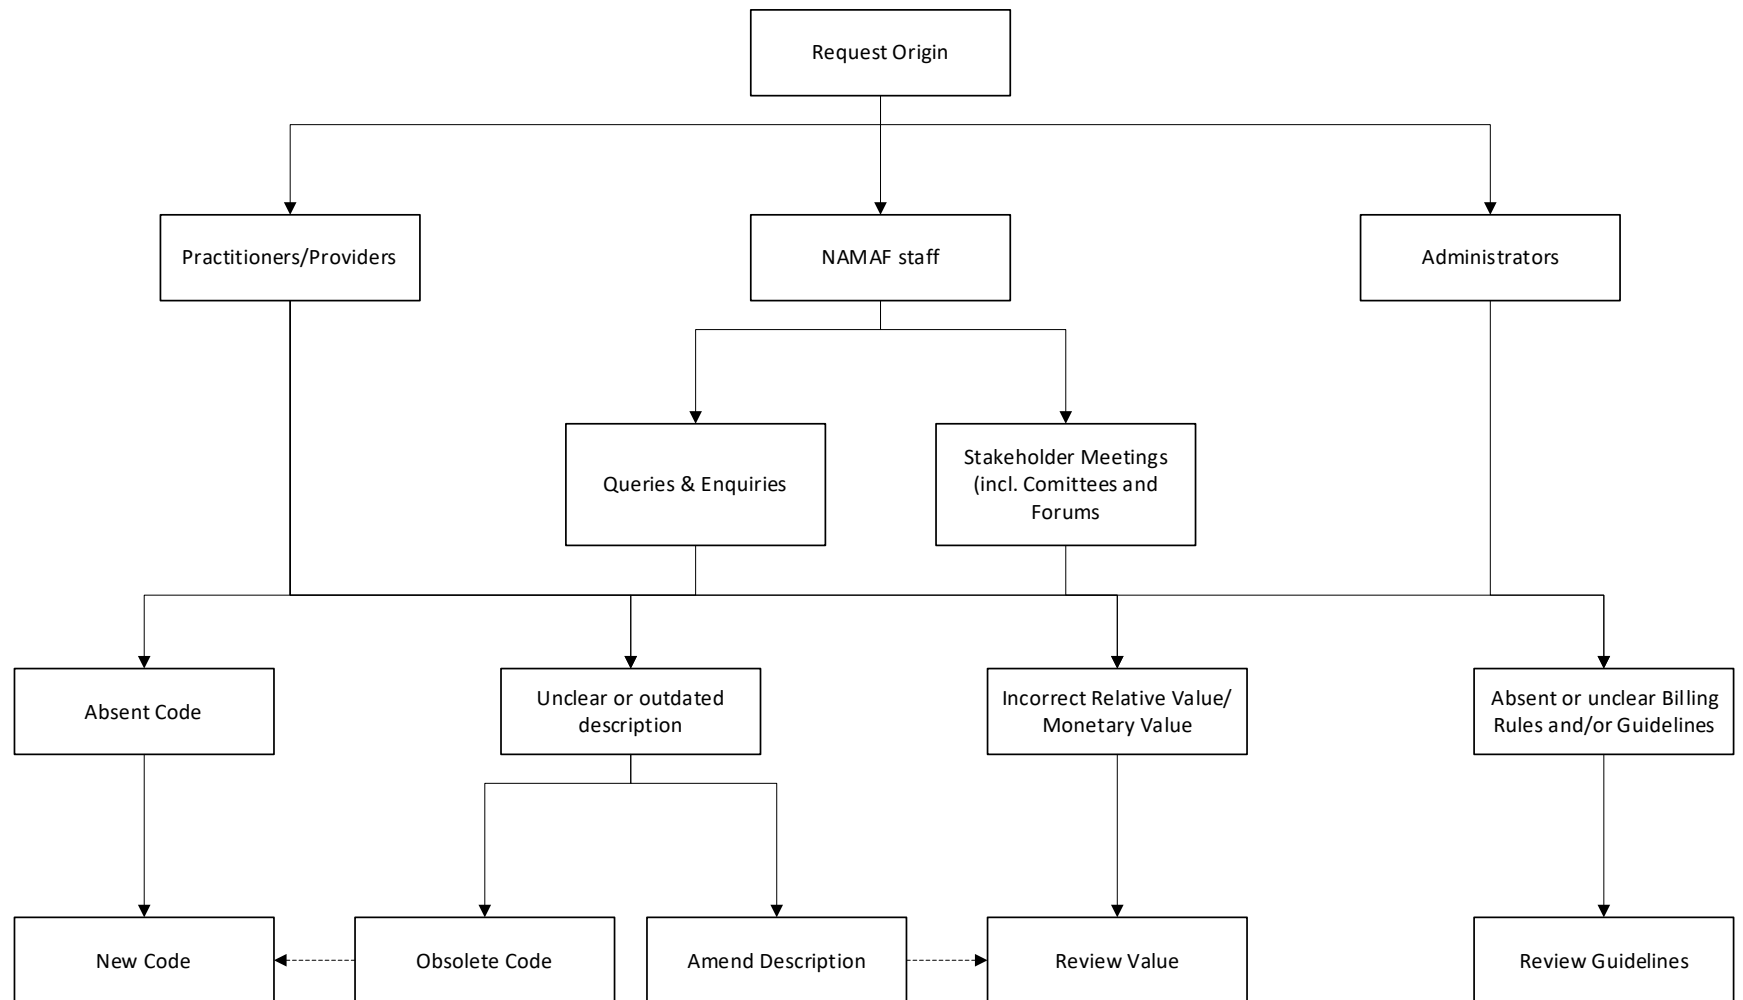 Request Origin
Practitioners/Providers
NAMAF staff
Administrators
Queries & Enquiries
Stakeholder Meetings
(incl. Comittees and
Forums
Absent Code
Unclear or outdated
description
Incorrect Relative Value/
Monetary Value
Absent or unclear Billing
Rules and/or Guidelines
New Code
Obsolete Code
Amend Description
Review Value
Review Guidelines